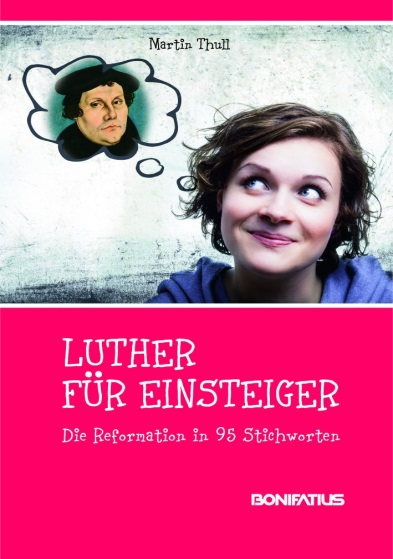 Martin Thull
LUTHER
FÜR EINSTEIGER
Die Reformation in 95 Stichworten
BONIFATIUS